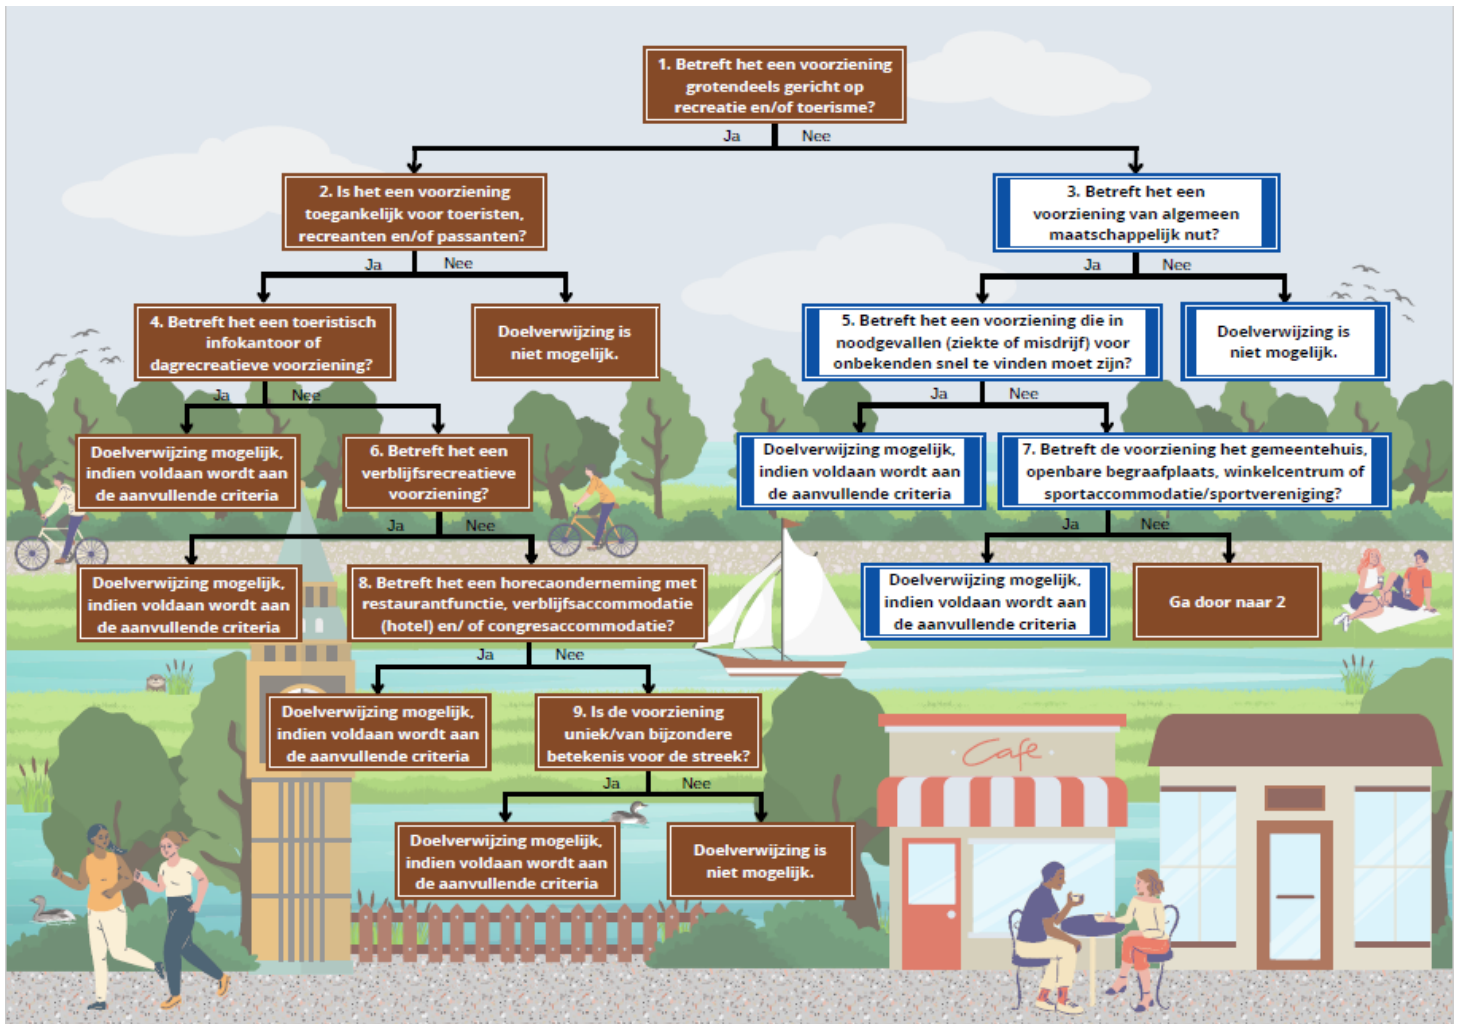 1. Betreft het een voorziening
grotendeels gericht op
recreatie en/of toerisme?
Ja
Nee
2. Is het een voorziening
toegankelijk voor toeristen,
recreanten en/of passanten?
3. Betreft het een
voorziening van algemeen
maatschappelijk nut?
Ja
Nee
Ja
Nee
4. Betreft het een toeristisch
infokantoor of
dagrecreatieve voorziening?
Doelverwijzing is
niet mogelijk.
5. Betreft het een voorziening die in
noodgevallen (ziekte of misdrijf) voor
onbekenden snel te vinden moet zijn?
Doelverwijzing is
niet mogelijk.
Ja
Nee
Ja
Nee
Doelverwijzing mogelijk,
indien voldaan wordt aan
de aanvullende criteria
6. Betreft het een
verblijfsrecreatieve
voorziening?
Doelverwijzing mogelijk,
indien voldaan wordt aan
de aanvullende criteria
7. Betreft de voorziening het gemeentehuis,
openbare begraafplaats, winkelcentrum of
sportaccommodatie/sportvereniging?
Ja
Nee
Ja
Nee
Doelverwijzing mogelijk,
indien voldaan wordt aan
de aanvullende criteria
8. Betreft het een horecaonderneming met
restaurantfunctie, verblijfsaccommodatie
(hotel) en/ of congresaccommodatie?
Doelverwijzing mogelijk,
indien voldaan wordt aan
de aanvullende criteria
Ga door naar 2
Ja
Nee
Doelverwijzing mogelijk,
indien voldaan wordt aan
de aanvullende criteria
9. Is de voorziening
uniek/van bijzondere
betekenis voor de streek?
Cafe
Ja
Nee
Doelverwijzing mogelijk,
indien voldaan wordt aan
de aanvullende criteria
Doelverwijzing is
niet mogelijk.